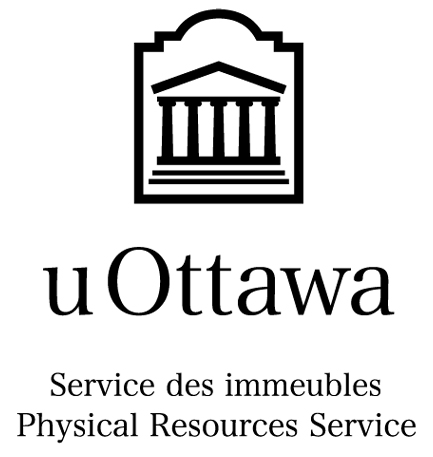 uOttawa
Service des immeubles
Physical Resources Service